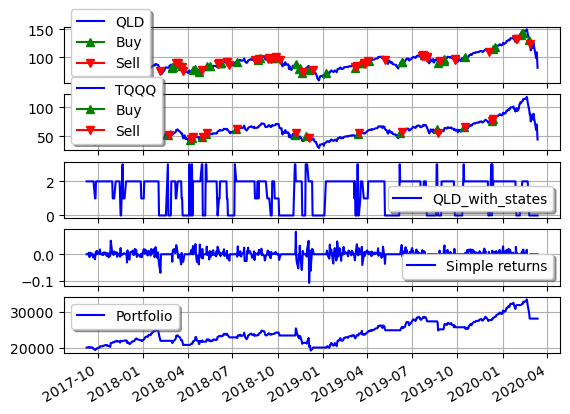 QLD
Buy
Sell
150
100
TQQQ
Buy
Sell
100
50
2
0
QLD_with_states
0.0
−0.1
Simple returns
30000
20000
Portfolio
2017-10
2018-01
2018-04
2018-07
2018-10
2019-01
2019-04
2019-07
2019-10
2020-01
2020-04